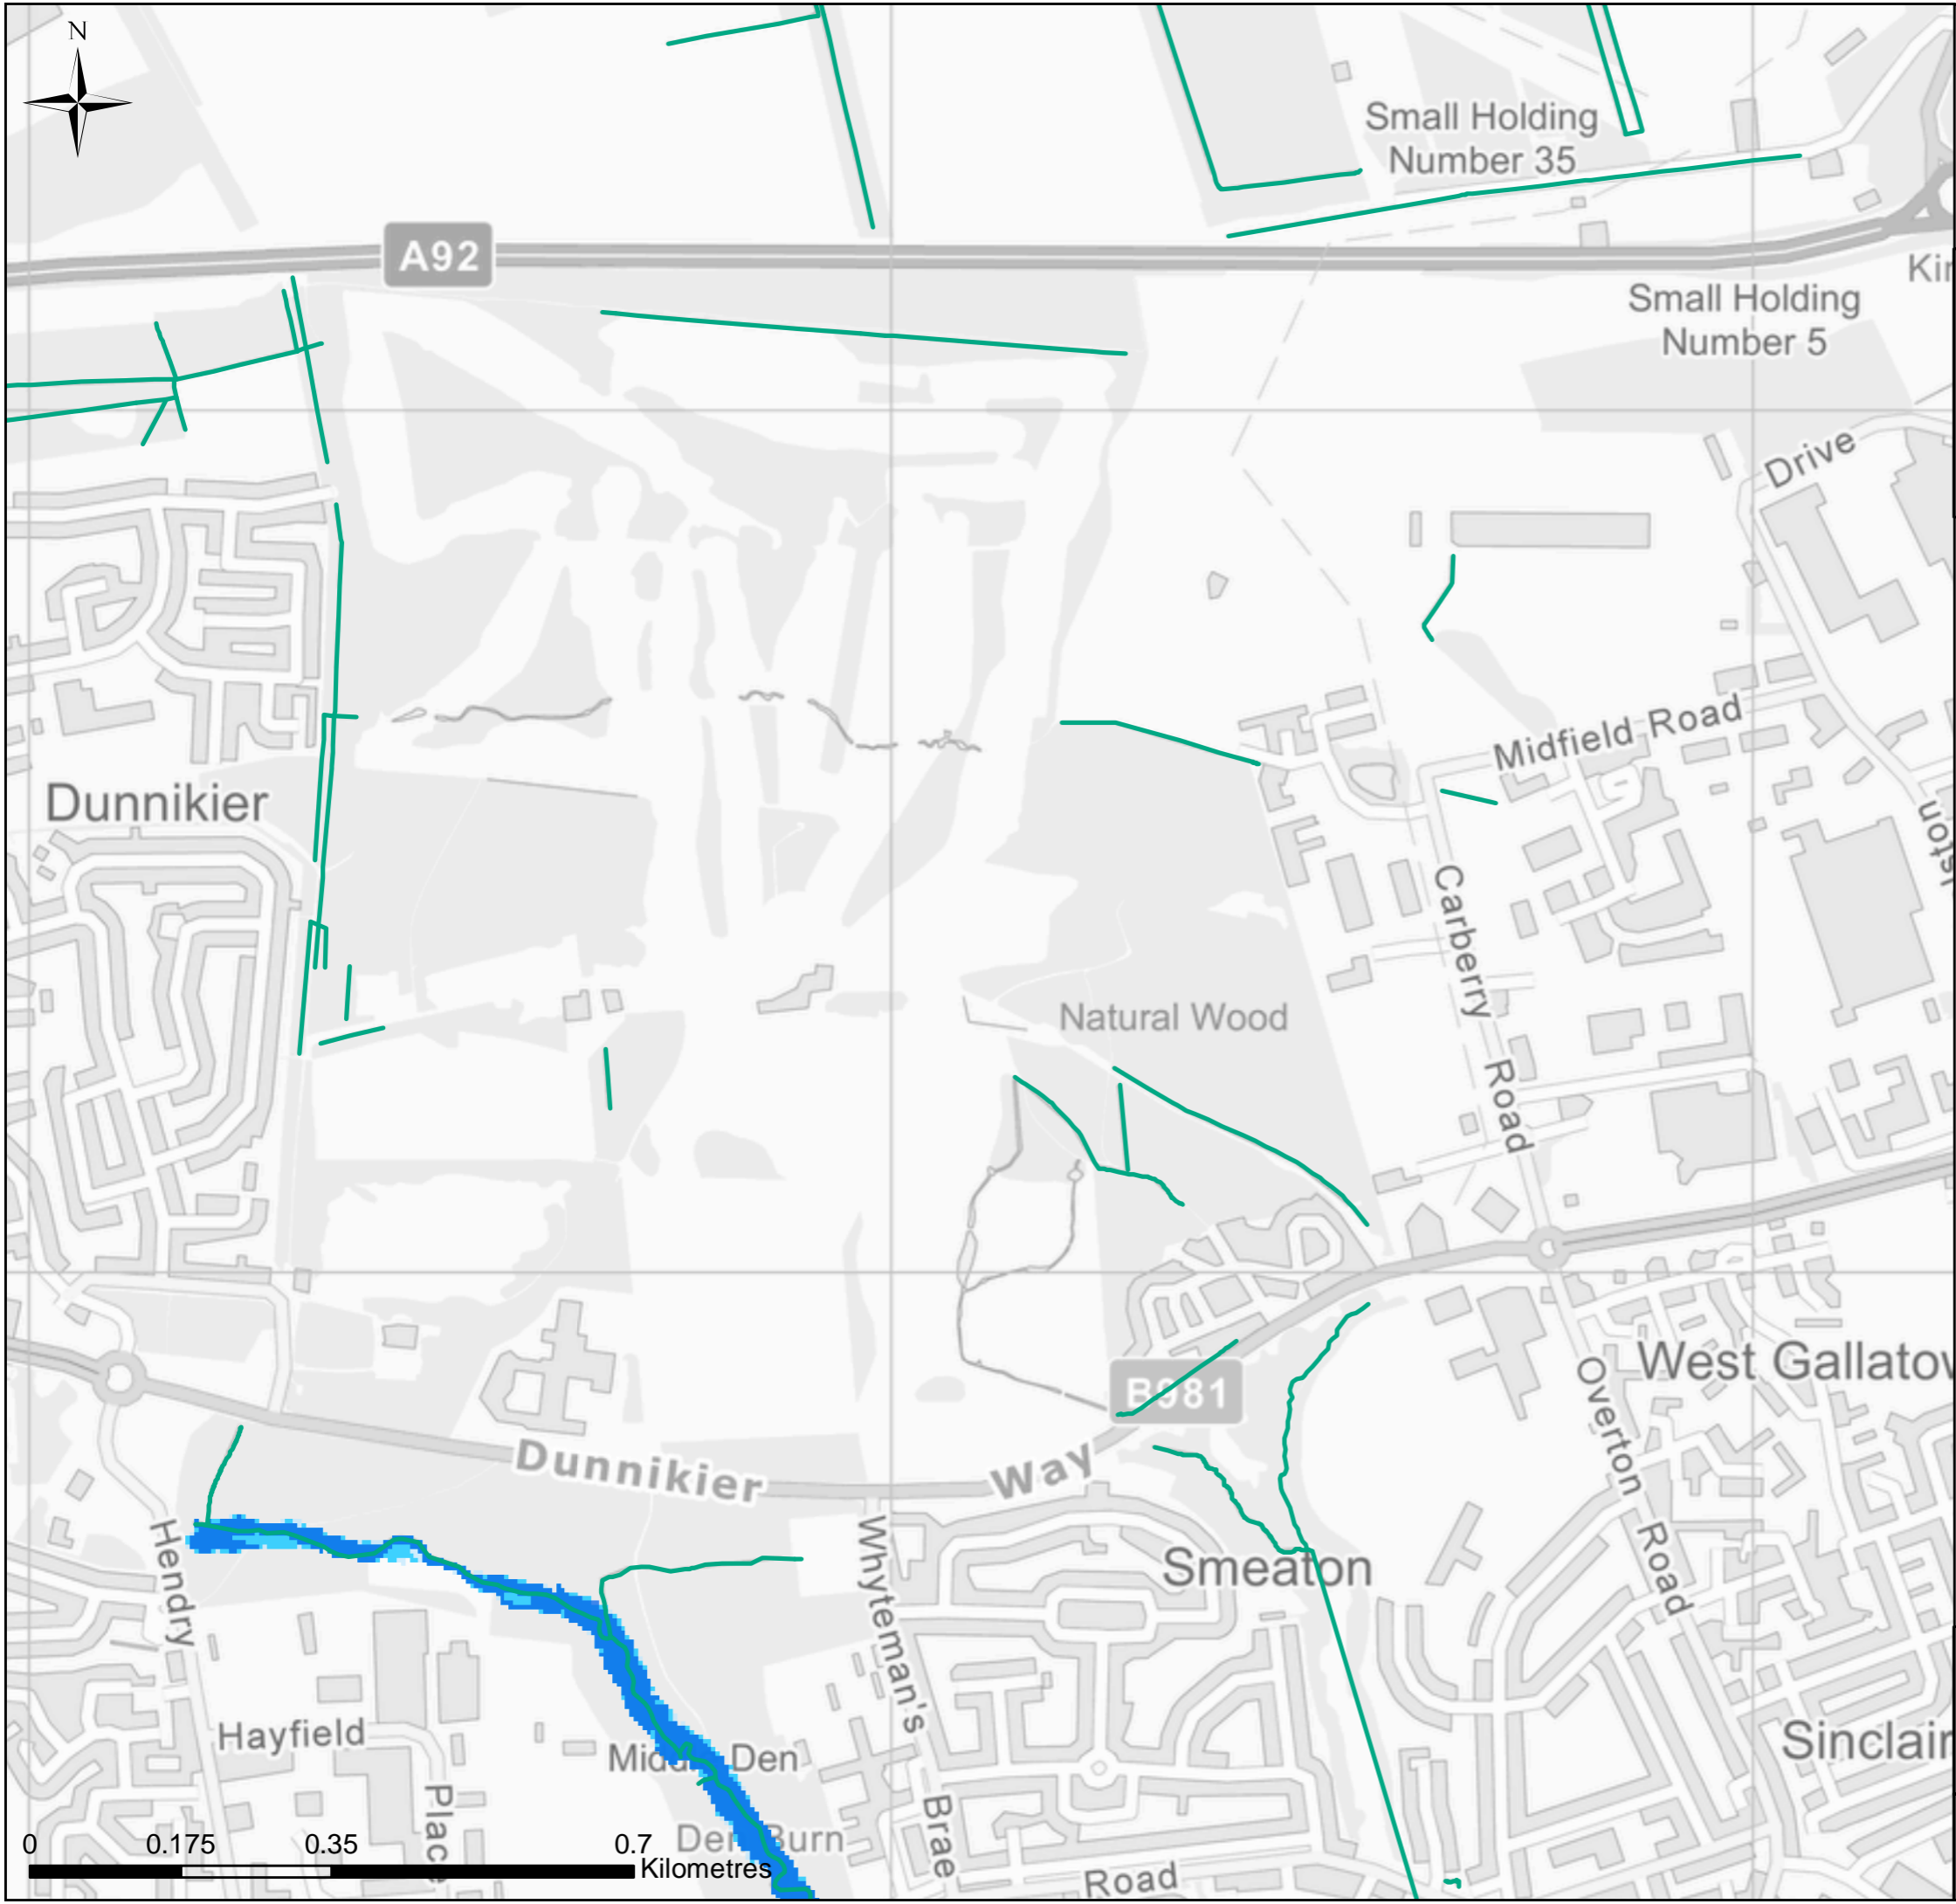 N
Small Holding
Number 35
A92
Small Holding
Number 5
Drive
Midfield Road
Dunnikier
Carberry
Road
Natural Wood
West Gallatow
B981
Overton
Road
Dunnikier
Way
Hendry
Whyteman's
Brae
Smeaton
Hayfield
Den
Sinclair
Place
Burn
0
0.175
0.35
0.7
Kilometres
Road